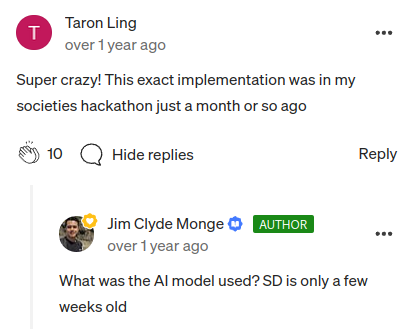 T
Taron Ling
over 1 year ago
Super crazy! This exact implementation was in my
societies hackathon just a month or so ago
10 Hide replies Reply
Jim Clyde Monge AUTHOR
over 1 year ago
What was the AI model used? SD is only a few
weeks old